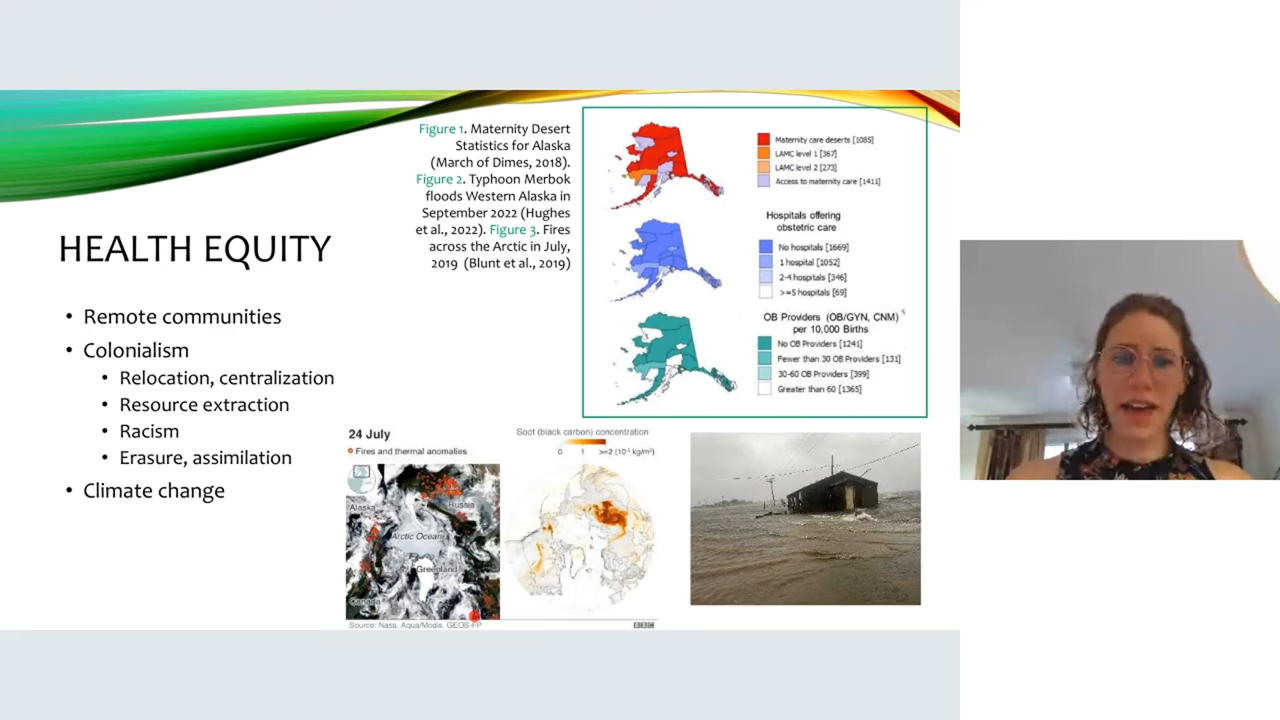 HEALTH EQUITY
• Remote communities
• Colonialism
• Relocation, centralization
• Resource extraction
• Racism
• Erasure, assimilation
• Climate change
Figure 1. Maternity Desert
Statistics for Alaska
(March of Dimes, 2018).
Figure 2. Typhoon Merbok
floods Western Alaska in
September 2022 (Hughes
et al., 2022). Figure 3. Fires
across the Arctic in July,
2019 (Blunt et al., 2019)
Maternity care deserts [1085]
LAMC level 1 [367]
LAMC level 2 [273]
Access to maternity care [1411]
Hospitals offering
obstetric care
No hospitals [1669]
1 hospital [1052]
2-4 hospitals [346]
>=5 hospitals [69]
OB Providers (OB/GYN, CNM)
per 10,000 Births
No OB Providers [1241]
Fewer than 30 OB Providers [131]
30-60 OB Providers [399]
Greater than 60 [1365]
24 July
Fires and thermal anomalies
Alaska
Russia
Arctic Ocean
Greenland
Canada
Soot (black carbon) concentration
0 1 >=2 (10⁻⁵ kg/m²)
Source: Nasa, Aqua/Modis, GEOS-FP
BBC